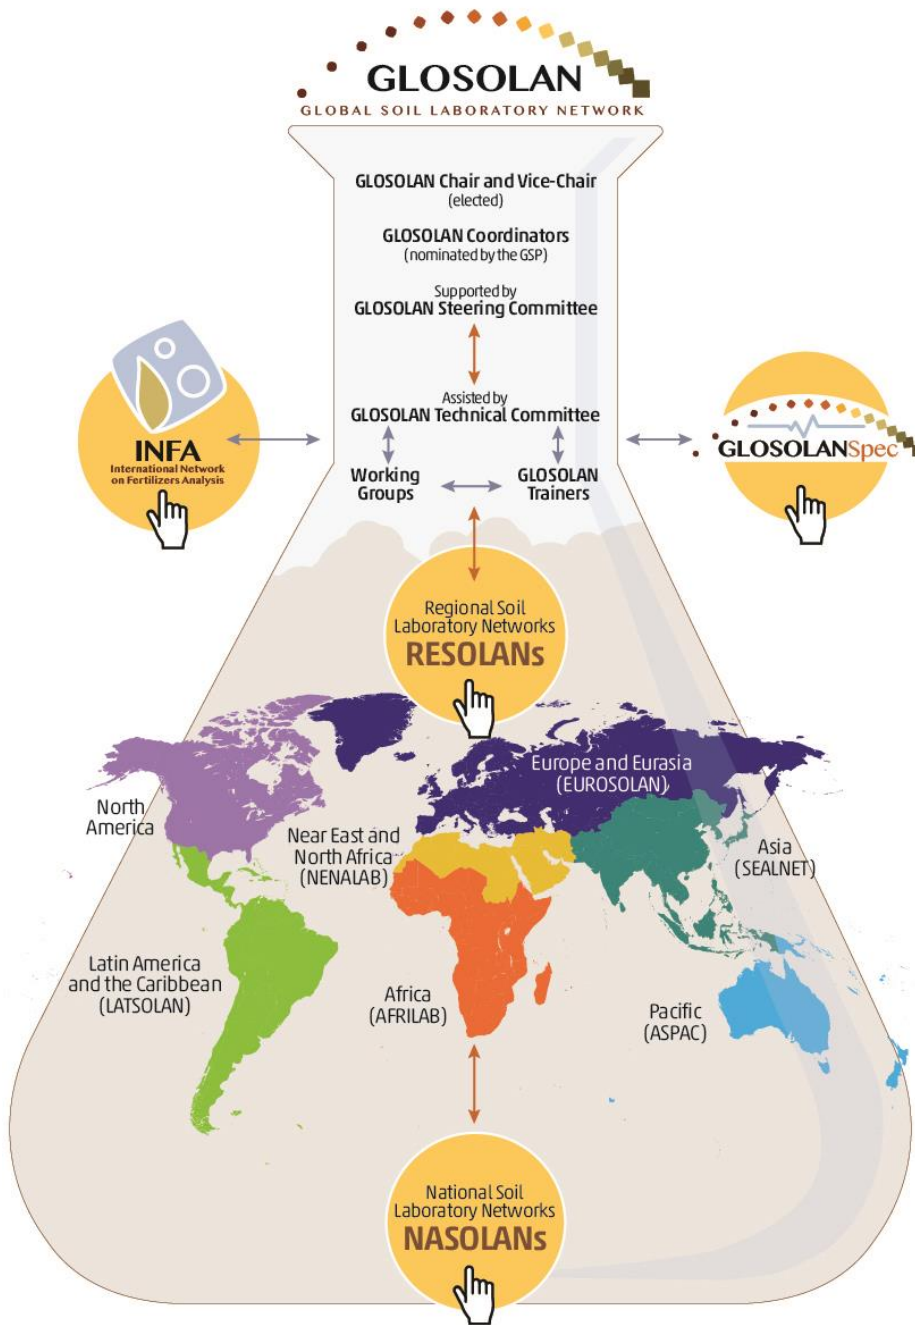 GLOSOLAN
GLOBAL SOIL LABORATORY NETWORK
GLOSOLAN Chair and Vice-Chair
(elected)
GLOSOLAN Coordinators
(nominated by the GSP)
Supported by
GLOSOLAN Steering Committee
Assisted by
GLOSOLAN Technical Committee
Working
Groups
GLOSOLAN
Trainers
INFA
International Network
on Fertilizers Analysis
GLOSOLANSpec
Regional Soil
Laboratory Networks
RESOLANs
North
America
Europe and Eurasia
(EUROSOLAN)
Near East and
North Africa
(NENALAB)
Asia
(SEALNET)
Latin America
and the Caribbean
(LATSOLAN)
Africa
(AFRILAB)
Pacific
(ASPAC)
National Soil
Laboratory Networks
NASOLANs